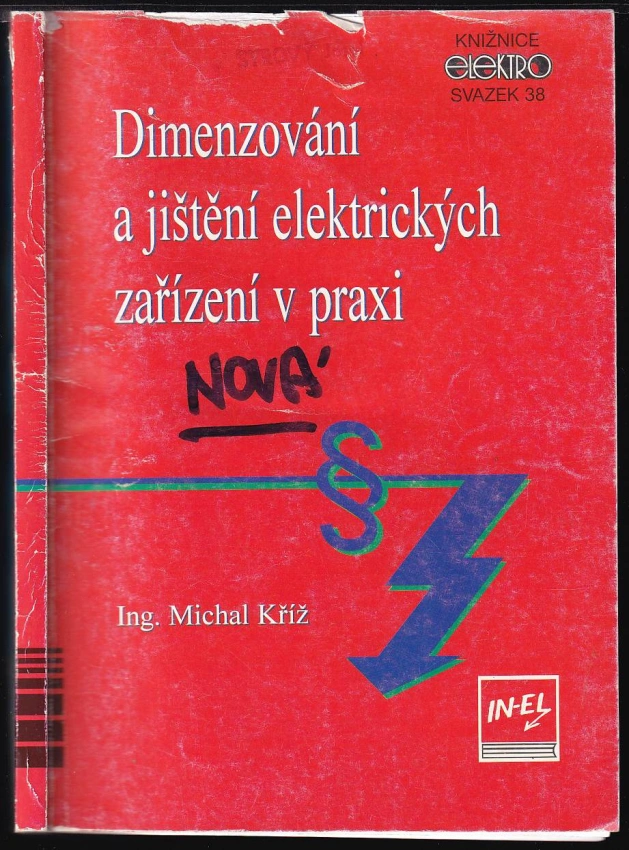 KNIŽNICE
ELEKTRO
SVAZEK 38
Dimenzování
a jištění elektrických
zařízení v praxi
NOVÁ
§
Ing. Michal Kříž
IN-EL